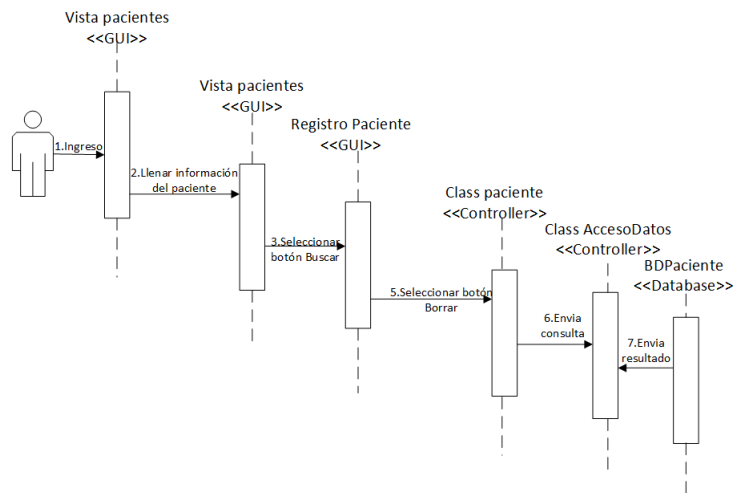 Vista pacientes
<<GUI>>
Vista pacientes
<<GUI>>
Registro Paciente
<<GUI>>
Class paciente
<<Controller>>
Class AccesoDatos
<<Controller>>
BDPaciente
<<Database>>
1.Ingreso
2.Llenar información
del paciente
3.Seleccionar
botón Buscar
5.Seleccionar botón
Borrar
6.Envia
consulta
7.Envia
resultado